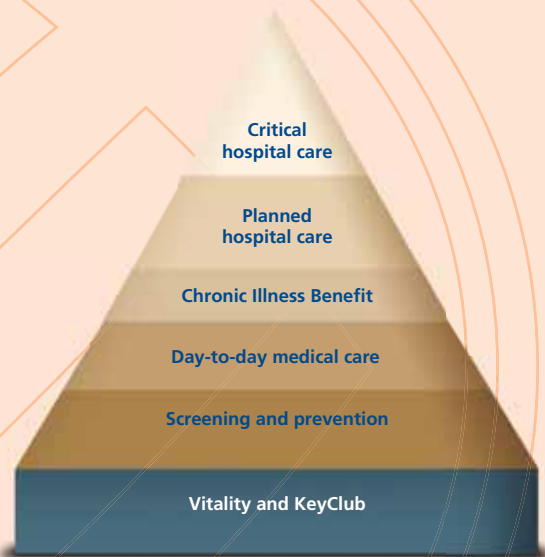 Critical
hospital care
Planned
hospital care
Chronic Illness Benefit
Day-to-day medical care
Screening and prevention
Vitality and KeyClub